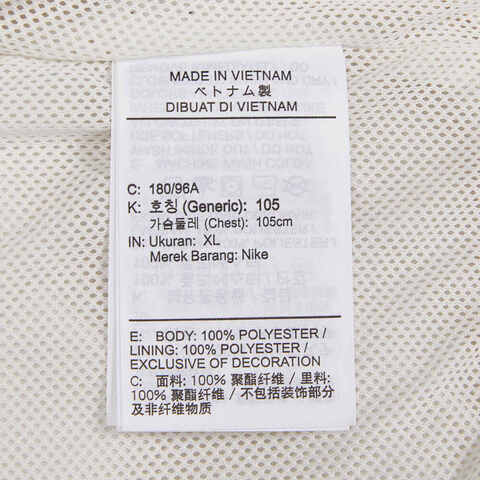 MADE IN VIETNAM
ベトナム製
DIBUAT DI VIETNAM
C: 180/96A
K: 호칭 (Generic): 105
가슴둘레 (Chest): 105cm
IN: Ukuran: XL
Merek Barang: Nike
E: BODY: 100% POLYESTER /
LINING: 100% POLYESTER /
EXCLUSIVE OF DECORATION
C: 面料: 100% 聚酯纤维 / 里料:
100% 聚酯纤维 / 不包括装饰部分
及非纤维物质